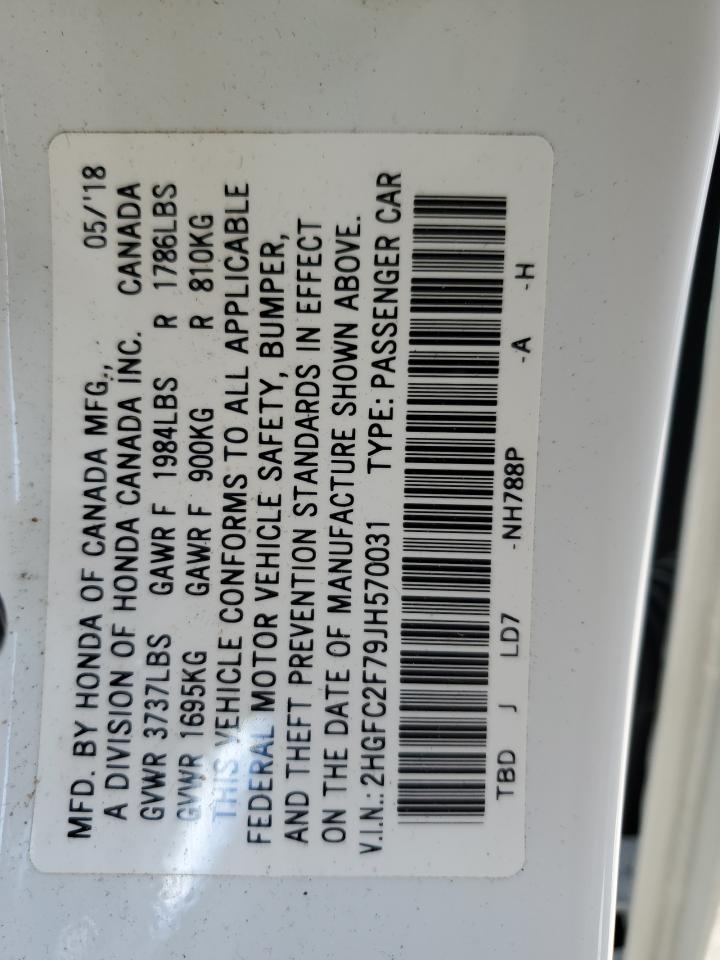 MFD. BY HONDA OF CANADA MFG., 05/'18
A DIVISION OF HONDA CANADA INC. CANADA
GVWR 3737LBS GAWR F 1984LBS R 1786LBS
GVWR 1695KG GAWR F 900KG R 810KG
THIS VEHICLE CONFORMS TO ALL APPLICABLE
FEDERAL MOTOR VEHICLE SAFETY, BUMPER,
AND THEFT PREVENTION STANDARDS IN EFFECT
ON THE DATE OF MANUFACTURE SHOWN ABOVE.
V.I.N.: 2HGFC2F79JH570031 TYPE: PASSENGER CAR
TBD J LD7 -NH788P -A -H